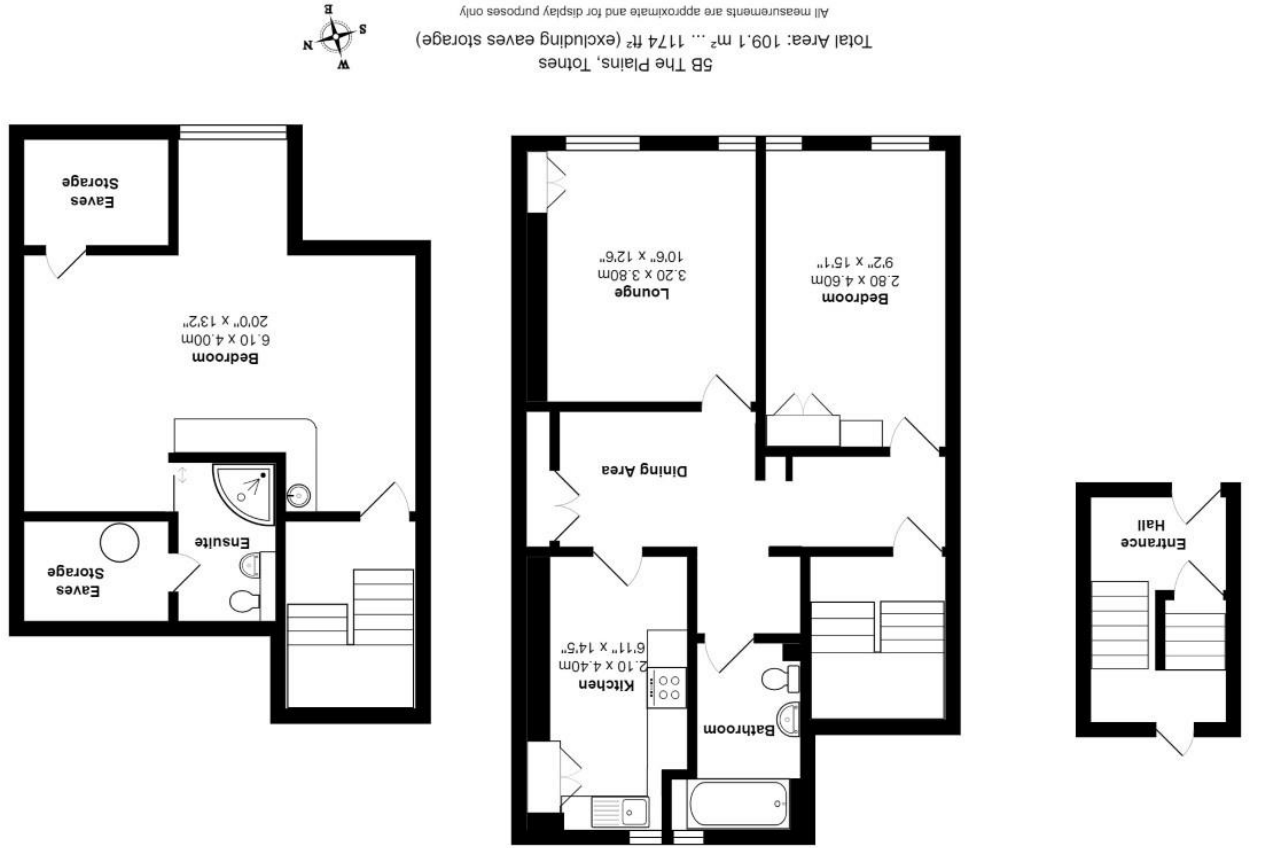 Entrance
Hall
Bathroom
Kitchen
2.10 x 4.40m
6'11" x 14'5"
Dining Area
Bedroom
2.80 x 4.60m
9'2" x 15'1"
Lounge
3.20 x 3.80m
10'6" x 12'6"
Eaves
Storage
Ensuite
Bedroom
6.10 x 4.00m
20'0" x 13'2"
Eaves
Storage
5B The Plains, Totnes
Total Area: 109.1 m² ... 1174 ft² (excluding eaves storage)
All measurements are approximate and for display purposes only
W
S
N
E